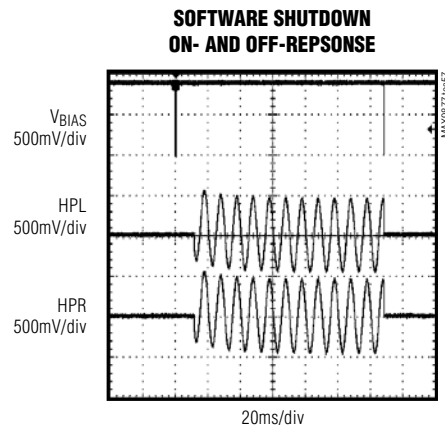 SOFTWARE SHUTDOWN
ON- AND OFF-REPSONSE
VBIAS
500mV/div
HPL
500mV/div
HPR
500mV/div
20ms/div